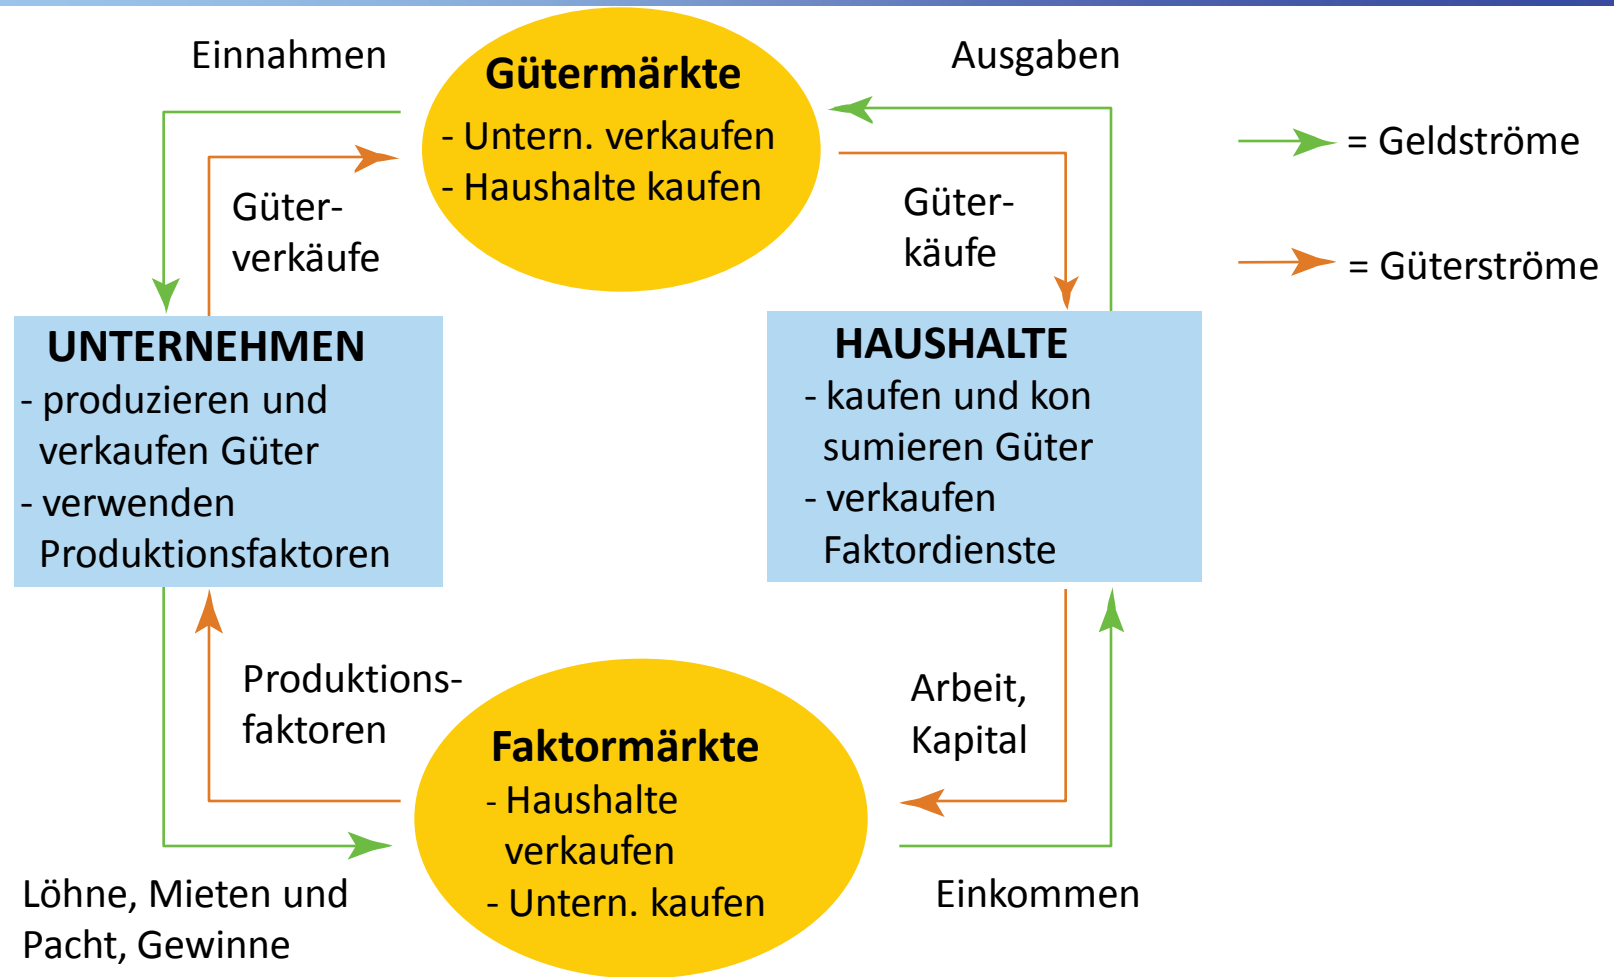 Einnahmen
Gütermärkte
- Untern. verkaufen
- Haushalte kaufen
Ausgaben
= Geldströme
= Güterströme
Güter-
verkäufe
Güter-
käufe
UNTERNEHMEN
- produzieren und
verkaufen Güter
- verwenden
Produktionsfaktoren
HAUSHALTE
- kaufen und kon
sumieren Güter
- verkaufen
Faktordienste
Produktions-
faktoren
Faktormärkte
- Haushalte
verkaufen
- Untern. kaufen
Arbeit,
Kapital
Löhne, Mieten und
Pacht, Gewinne
Einkommen